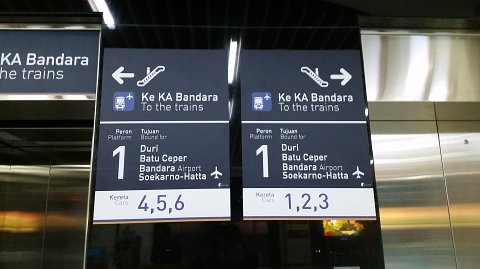 Ke KA Bandara
To the trains
Ke KA Bandara
To the trains
Peron
Platform
Tujuan
Bound for
1
Duri
Batu Ceper
Bandara Airport
Soekarno-Hatta
Kereta
Cars
4,5,6
Ke KA Bandara
To the trains
Peron
Platform
Tujuan
Bound for
1
Duri
Batu Ceper
Bandara Airport
Soekarno-Hatta
Kereta
Cars
1,2,3